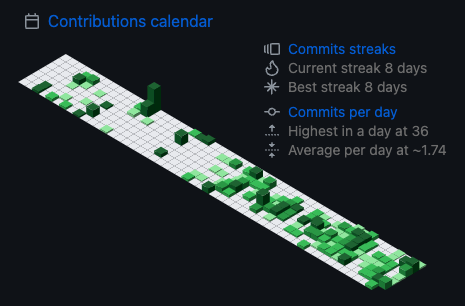 Contributions calendar
Commits streaks
Current streak 8 days
Best streak 8 days
Commits per day
Highest in a day at 36
Average per day at ~1.74